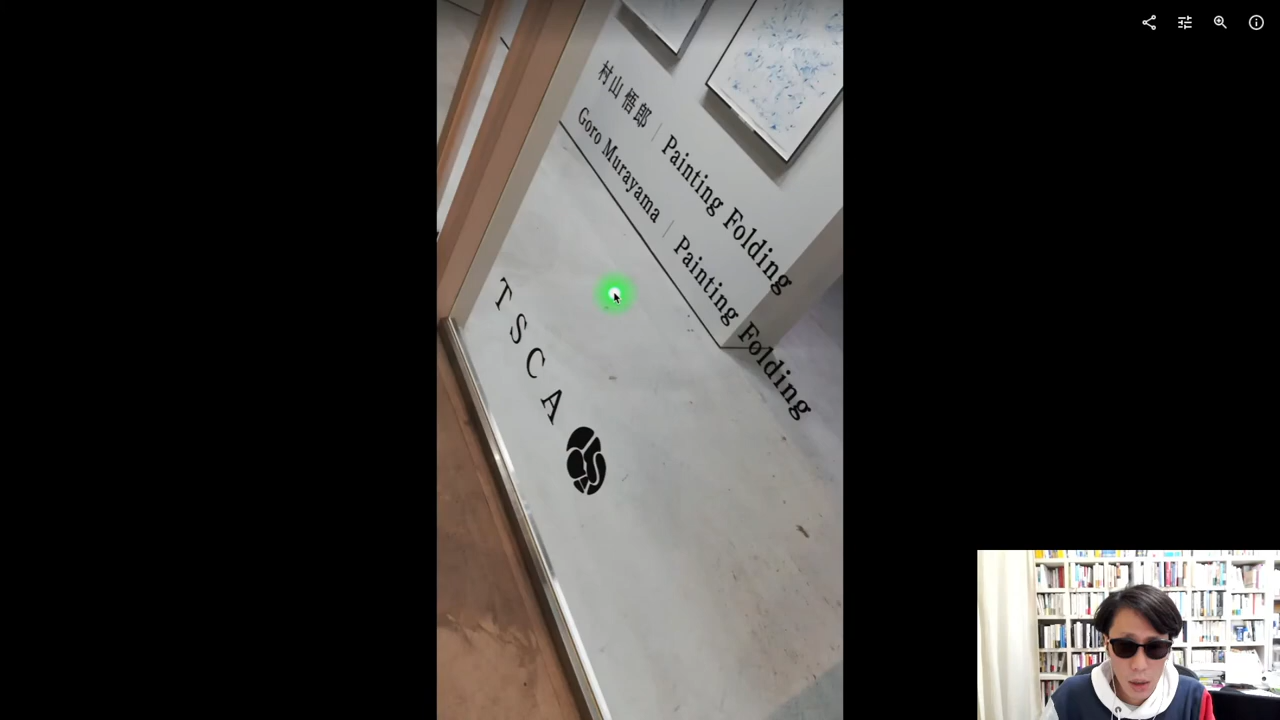 村山 悟郎 | Painting Folding
Goro Murayama | Painting Folding
TSCA